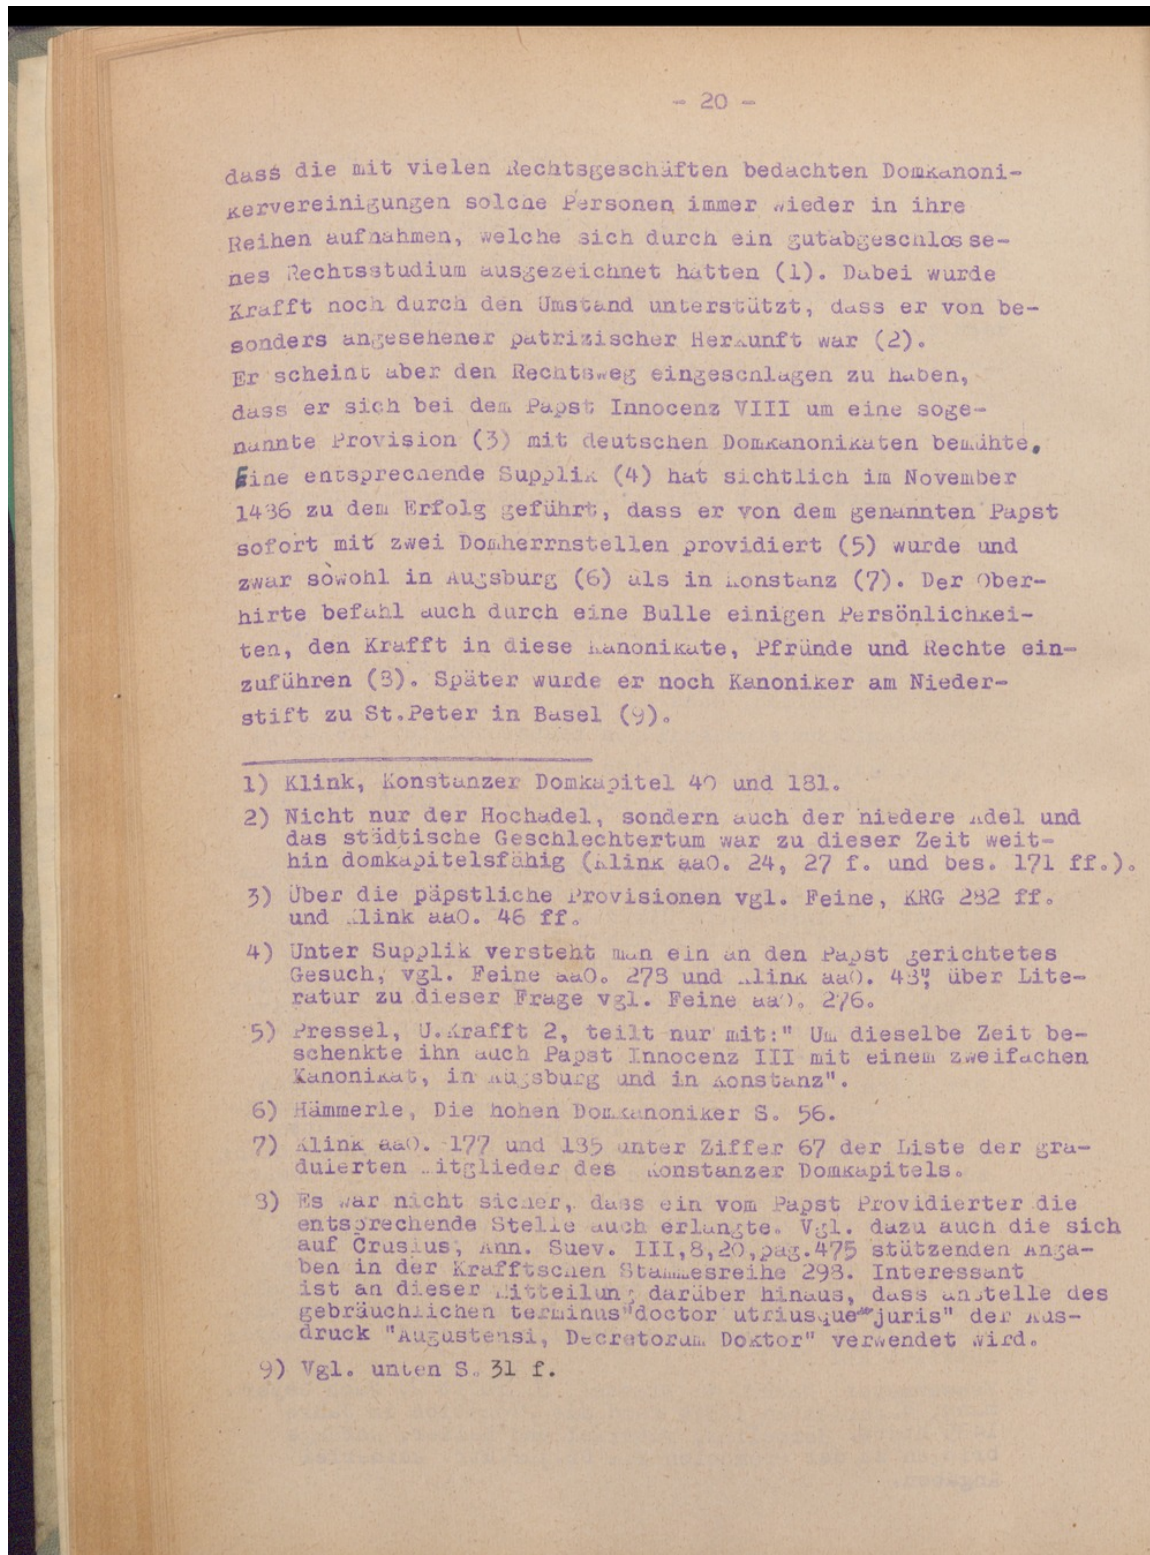 - 20 -
dass die mit vielen Rechtsgeschäften bedachten Domkanoni-
kervereinigungen solche Personen immer wieder in ihre
Reihen aufnahmen, welche sich durch ein gutabgeschlosse-
nes Rechtsstudium ausgezeichnet hatten (1). Dabei wurde
Krafft noch durch den Umstand unterstützt, dass er von be-
sonders angesehener patrizischer Herkunft war (2).
Er scheint aber den Rechtsweg eingeschlagen zu haben,
dass er sich bei dem Papst Innocenz VIII um eine soge-
nannte Provision (3) mit deutschen Domkanonikaten bemühte.
Eine entsprechende Supplik (4) hat sichtlich im November
1486 zu dem Erfolg geführt, dass er von dem genannten Papst
sofort mit zwei Domherrnstellen providiert (5) wurde und
zwar sowohl in Augsburg (6) als in Konstanz (7). Der Ober-
hirte befahl auch durch eine Bulle einigen Persönlichkei-
ten, den Krafft in diese Kanonikate, Pfründe und Rechte ein-
zuführen (8). Später wurde er noch Kanoniker am Nieder-
stift zu St.Peter in Basel (9).
1) Klink, Konstanzer Domkapitel 40 und 181.
2) Nicht nur der Hochadel, sondern auch der niedere Adel und
das städtische Geschlechtertum war zu dieser Zeit weit-
hin domkapitelsfähig (Klink aaO. 24, 27 f. und bes. 171 ff.).
3) Über die päpstliche Provisionen vgl. Feine, KRG 282 ff.
und Klink aaO. 46 ff.
4) Unter Supplik versteht man ein an den Papst gerichtetes
Gesuch, vgl. Feine aaO. 278 und Klink aaO. 48, über Lite-
ratur zu dieser Frage vgl. Feine aaO. 276.
5) Pressel, U.Krafft 2, teilt nur mit:" Um dieselbe Zeit be-
schenkte ihn auch Papst Innocenz III mit einem zweifachen
Kanonikat, in Augsburg und in Konstanz".
6) Hämmerle, Die hohen Domkanoniker S. 56.
7) Klink aaO. 177 und 185 unter Ziffer 67 der Liste der gra-
duierten Mitglieder des Konstanzer Domkapitels.
8) Es war nicht sicher, dass ein vom Papst Providierter die
entsprechende Stelle auch erlangte. Vgl. dazu auch die sich
auf Crusius, Ann. Suev. III,8,20,pag.475 stützenden Anga-
ben in der Krafftschen Stammesreihe 298. Interessant
ist an dieser Mitteilung darüber hinaus, dass anstelle des
gebräuchlichen terminus"doctor utriusque juris" der Aus-
druck "Augustensi, Decretorum Doktor" verwendet wird.
9) Vgl. unten S. 31 f.